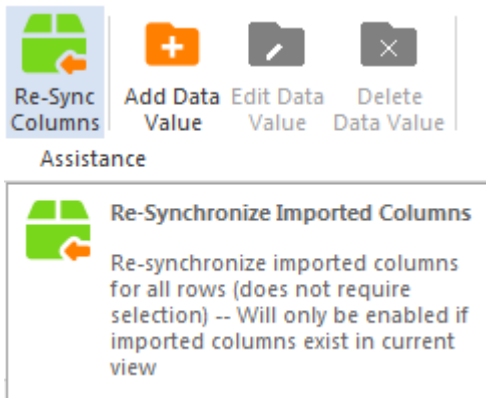 Re-Sync Columns
Add Data Value
Edit Data Value
Delete Data Value
Assistance
Re-Synchronize Imported Columns
Re-synchronize imported columns
for all rows (does not require
selection) -- Will only be enabled if
imported columns exist in current
view